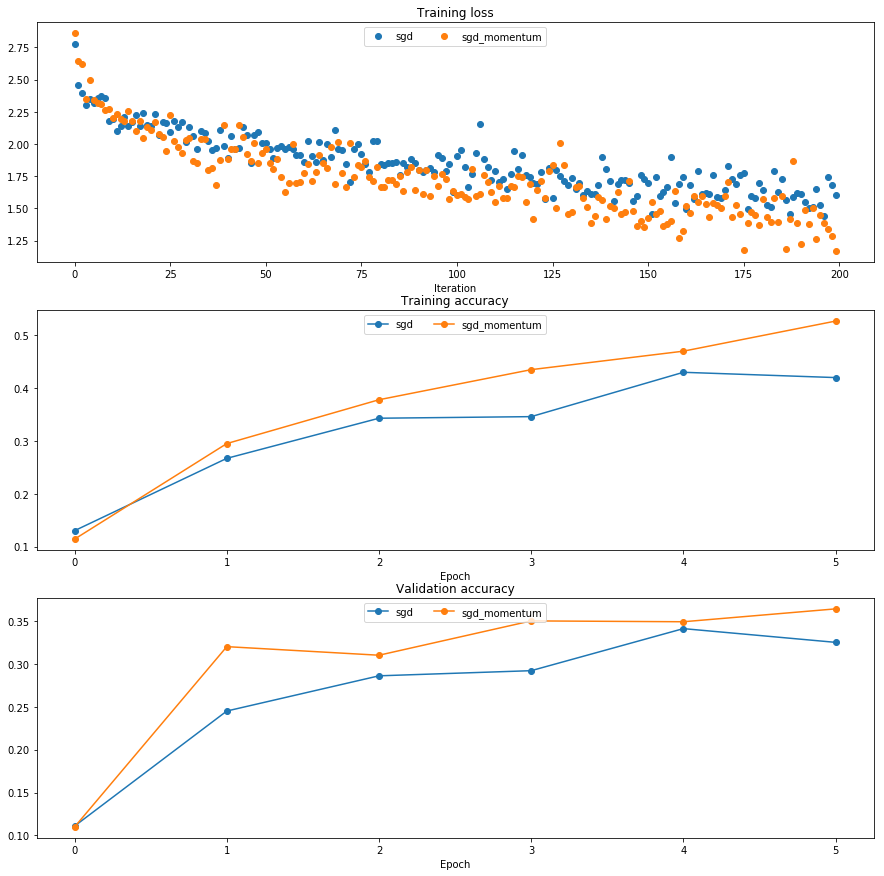 Training loss
sgd sgd_momentum
2.75
2.50
2.25
2.00
1.75
1.50
1.25
0 25 50 75 100 125 150 175 200
Iteration
Training accuracy
sgd sgd_momentum
0.5
0.4
0.3
0.2
0.1
0 1 2 3 4 5
Epoch
Validation accuracy
sgd sgd_momentum
0.35
0.30
0.25
0.20
0.15
0.10
0 1 2 3 4 5
Epoch